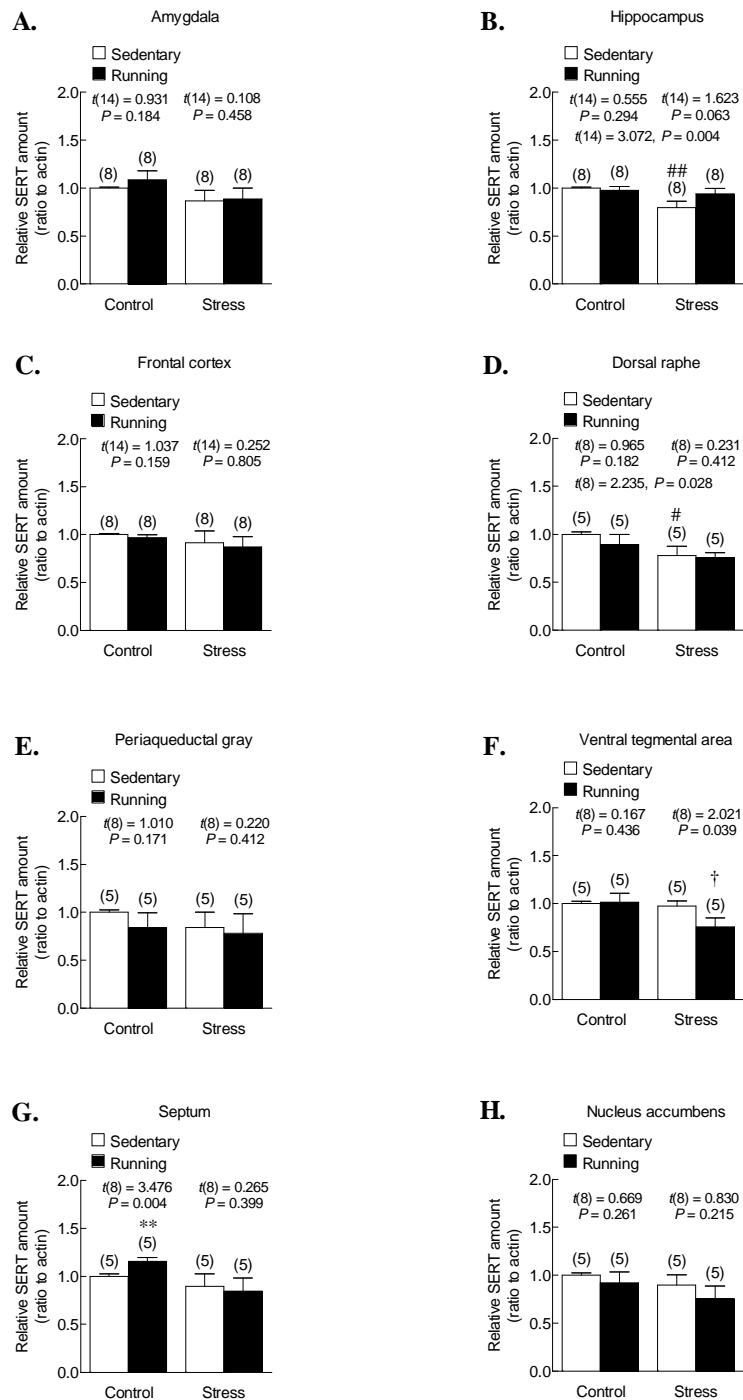 A.
Amygdala
Sedentary
Running
t(14) = 0.931 t(14) = 0.108
P = 0.184 P = 0.458
2.0
1.5
1.0
0.5
0.0
Relative SERT amount
(ratio to actin)
(8) (8) (8) (8)
Control Stress
B.
Hippocampus
Sedentary
Running
t(14) = 0.555 t(14) = 1.623
P = 0.294 P = 0.063
t(14) = 3.072, P = 0.004
2.0
1.5
1.0
0.5
0.0
Relative SERT amount
(ratio to actin)
##
(8) (8) (8) (8)
Control Stress
C.
Frontal cortex
Sedentary
Running
t(14) = 1.037 t(14) = 0.252
P = 0.159 P = 0.805
2.0
1.5
1.0
0.5
0.0
Relative SERT amount
(ratio to actin)
(8) (8) (8) (8)
Control Stress
D.
Dorsal raphe
Sedentary
Running
t(8) = 0.965 t(8) = 0.231
P = 0.182 P = 0.412
t(8) = 2.235, P = 0.028
2.0
1.5
1.0
0.5
0.0
Relative SERT amount
(ratio to actin)
#
(5) (5) (5) (5)
Control Stress
E.
Periaqueductal gray
Sedentary
Running
t(8) = 1.010 t(8) = 0.220
P = 0.171 P = 0.412
2.0
1.5
1.0
0.5
0.0
Relative SERT amount
(ratio to actin)
(5) (5) (5) (5)
Control Stress
F.
Ventral tegmental area
Sedentary
Running
t(8) = 0.167 t(8) = 2.021
P = 0.436 P = 0.039
2.0
1.5
1.0
0.5
0.0
Relative SERT amount
(ratio to actin)
†
(5) (5) (5) (5)
Control Stress
G.
Septum
Sedentary
Running
t(8) = 3.476 t(8) = 0.265
P = 0.004 P = 0.399
2.0
1.5
1.0
0.5
0.0
Relative SERT amount
(ratio to actin)
**
(5) (5) (5) (5)
Control Stress
H.
Nucleus accumbens
Sedentary
Running
t(8) = 0.669 t(8) = 0.830
P = 0.261 P = 0.215
2.0
1.5
1.0
0.5
0.0
Relative SERT amount
(ratio to actin)
(5) (5) (5) (5)
Control Stress